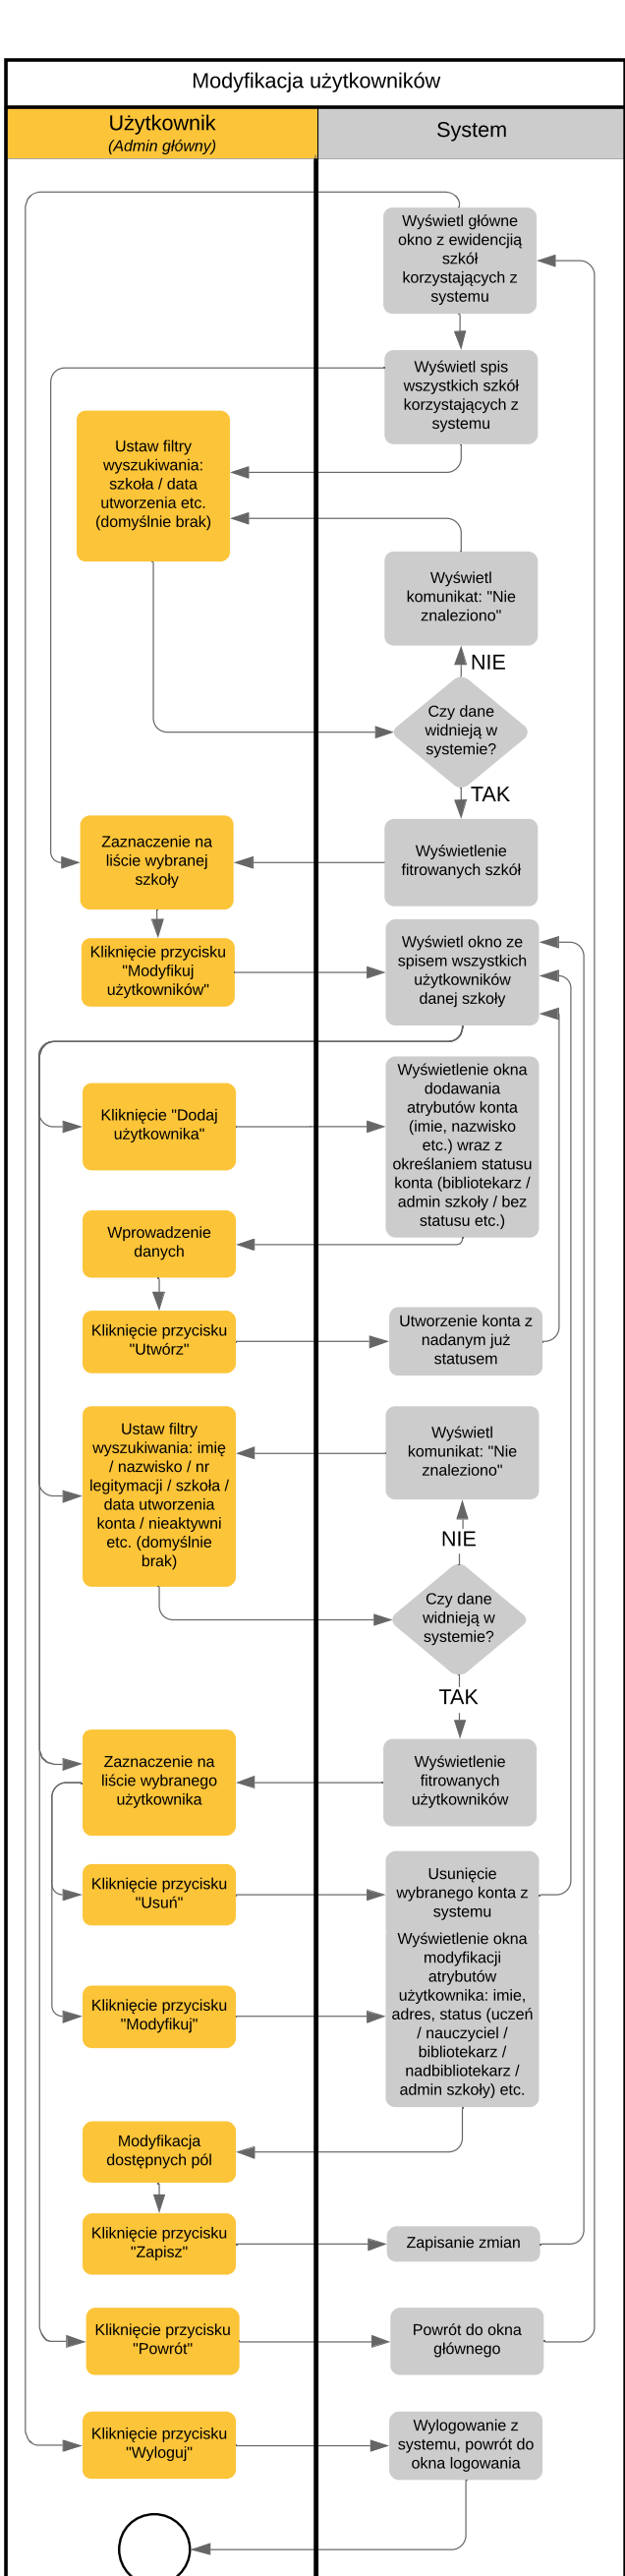 Modyfikacja użytkowników
Użytkownik
(Admin główny)
System
Wyświetl główne
okno z ewidencjią
szkół
korzystających z
systemu
Wyświetl spis
wszystkich szkół
korzystających z
systemu
Ustaw filtry
wyszukiwania:
szkoła / data
utworzenia etc.
(domyślnie brak)
Wyświetl
komunikat: "Nie
znaleziono"
NIE
Czy dane
widnieją w
systemie?
TAK
Zaznaczenie na
liście wybranej
szkoły
Wyświetlenie
fitrowanych szkół
Kliknięcie przycisku
"Modyfikuj
użytkowników"
Wyświetl okno ze
spisem wszystkich
użytkowników
danej szkoły
Kliknięcie "Dodaj
użytkownika"
Wyświetlenie okna
dodawania
atrybutów konta
(imie, nazwisko
etc.) wraz z
określaniem statusu
konta (bibliotekarz /
admin szkoły / bez
statusu etc.)
Wprowadzenie
danych
Kliknięcie przycisku
"Utwórz"
Utworzenie konta z
nadanym już
statusem
Ustaw filtry
wyszukiwania: imię
/ nazwisko / nr
legitymacji / szkoła /
data utworzenia
konta / nieaktywni
etc. (domyślnie
brak)
Wyświetl
komunikat: "Nie
znaleziono"
NIE
Czy dane
widnieją w
systemie?
TAK
Zaznaczenie na
liście wybranego
użytkownika
Wyświetlenie
fitrowanych
użytkowników
Kliknięcie przycisku
"Usuń"
Usunięcie
wybranego konta z
systemu
Kliknięcie przycisku
"Modyfikuj"
Wyświetlenie okna
modyfikacji
atrybutów
użytkownika: imie,
adres, status (uczeń
/ nauczyciel /
bibliotekarz /
nadbibliotekarz /
admin szkoły) etc.
Modyfikacja
dostępnych pól
Kliknięcie przycisku
"Zapisz"
Zapisanie zmian
Kliknięcie przycisku
"Powrót"
Powrót do okna
głównego
Kliknięcie przycisku
"Wyloguj"
Wylogowanie z
systemu, powrót do
okna logowania